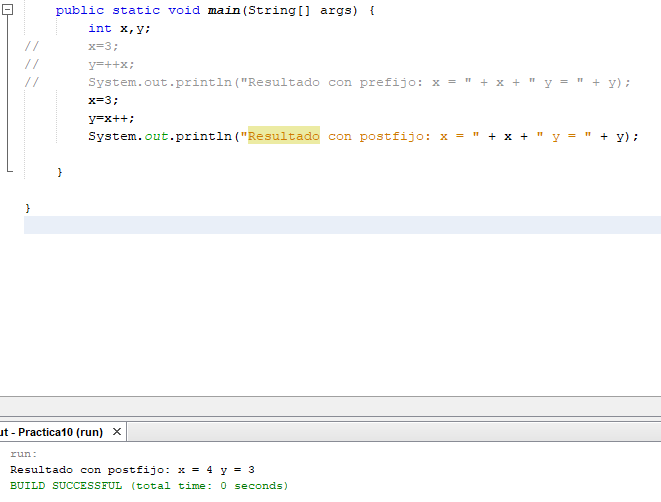 public static void main(String[] args) {
int x,y;
// x=3;
// y=++x;
// System.out.println("Resultado con prefijo: x = " + x + " y = " + y);
x=3;
y=x++;
System.out.println("Resultado con postfijo: x = " + x + " y = " + y);
}
}
ut - Practica10 (run) ×
run:
Resultado con postfijo: x = 4 y = 3
BUILD SUCCESSFUL (total time: 0 seconds)